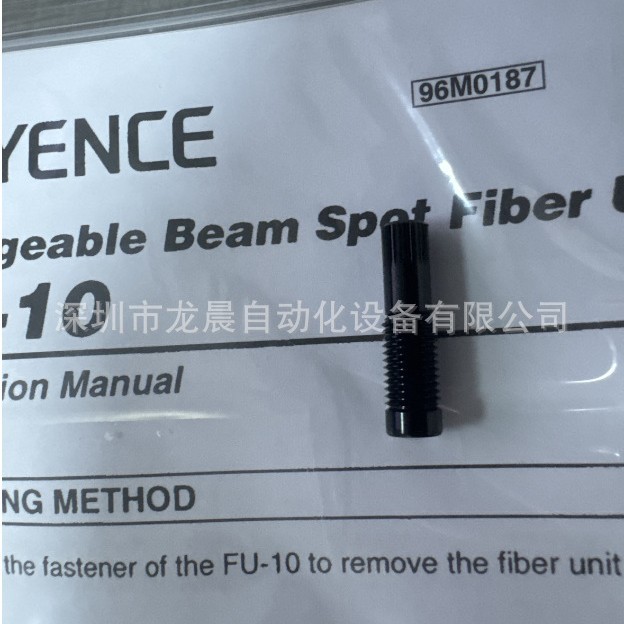 96M0187
YENCE
geable Beam Spot Fiber U
-10
深圳市龙晨自动化设备有限公司
ion Manual
NG METHOD
the fastener of the FU-10 to remove the fiber unit